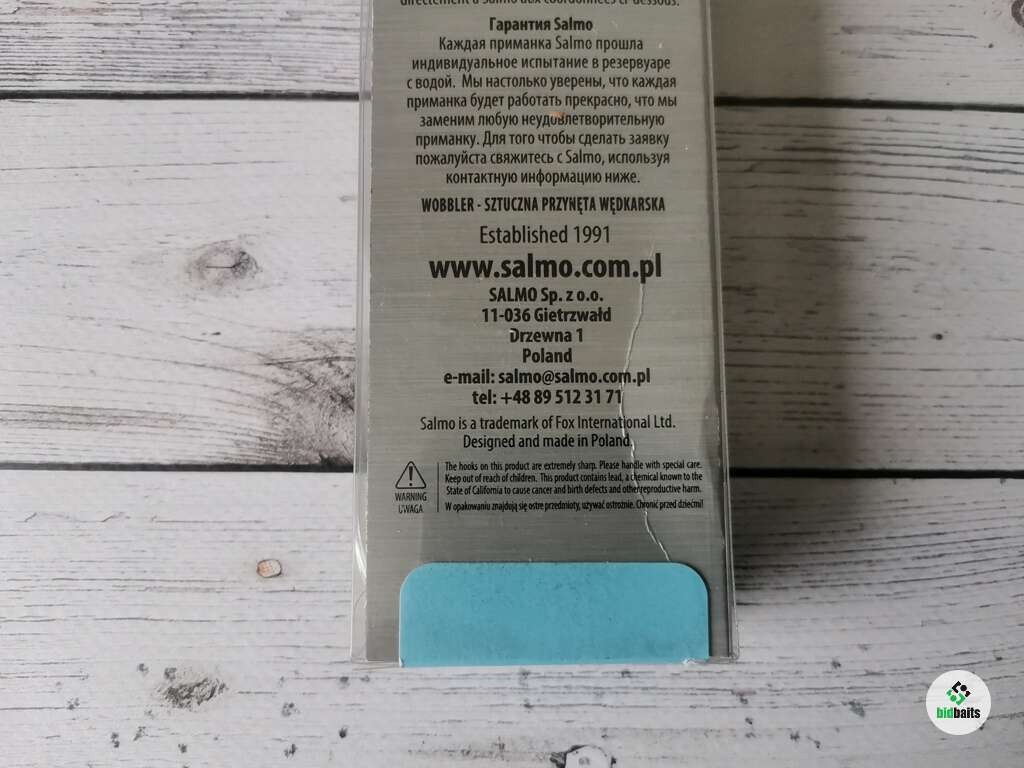 directement à Salmo aux coordonnées ci-dessous.
Гарантия Salmo
Каждая приманка Salmo прошла
индивидуальное испытание в резервуаре
с водой. Мы настолько уверены, что каждая
приманка будет работать прекрасно, что мы
заменим любую неудовлетворительную
приманку. Для того чтобы сделать заявку
пожалуйста свяжитесь с Salmo, используя
контактную информацию ниже.
WOBBLER - SZTUCZNA PRZYNĘTA WĘDKARSKA
Established 1991
www.salmo.com.pl
SALMO Sp. z o.o.
11-036 Gietrzwałd
Drzewna 1
Poland
e-mail: salmo@salmo.com.pl
tel: +48 89 512 31 71
Salmo is a trademark of Fox International Ltd.
Designed and made in Poland
The hooks on this product are extremely sharp. Please handle with special care.
Keep out of reach of children. This product contains lead, a chemical known to the
State of California to cause cancer and birth defects and other reproductive harm.
WARNING
UWAGA
W opakowaniu znajdują się ostre przedmioty, używać ostrożnie. Chronić przed dziećmi!
bidbaits